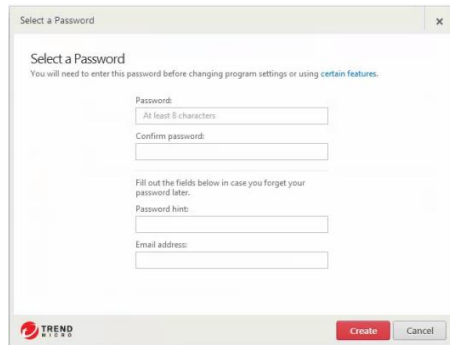 Select a Password
Select a Password
You will need to enter this password before changing program settings or using certain features.
Password:
At least 8 characters
Confirm password:
Fill out the fields below in case you forget your
password later.
Password hint:
Email address:
TREND
MICRO
Create
Cancel